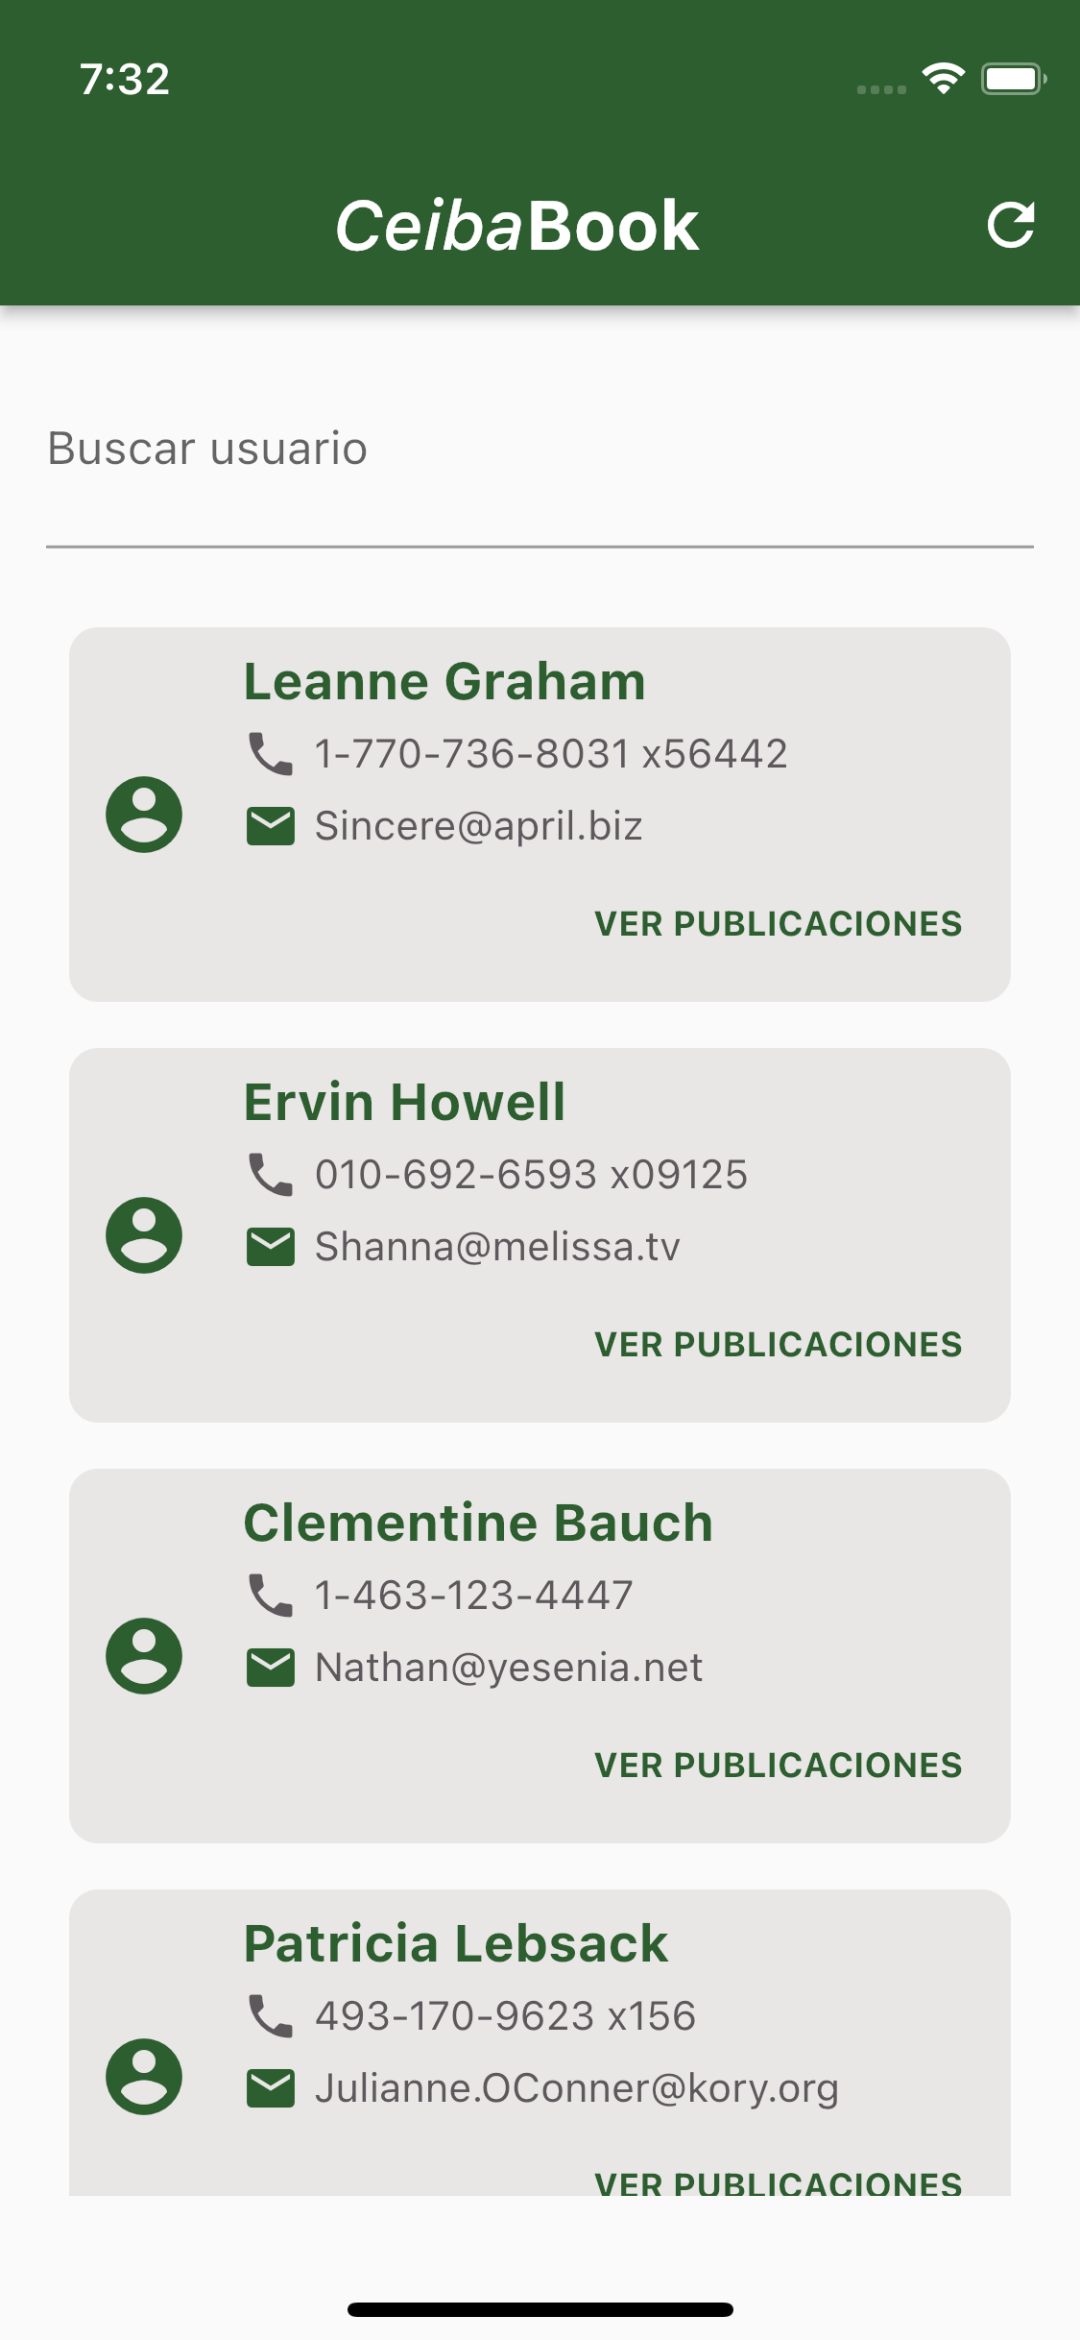 7:32
CeibaBook
Buscar usuario
Leanne Graham
1-770-736-8031 x56442
Sincere@april.biz
VER PUBLICACIONES
Ervin Howell
010-692-6593 x09125
Shanna@melissa.tv
VER PUBLICACIONES
Clementine Bauch
1-463-123-4447
Nathan@yesenia.net
VER PUBLICACIONES
Patricia Lebsack
493-170-9623 x156
Julianne.OConner@kory.org
VER PUBLICACIONES